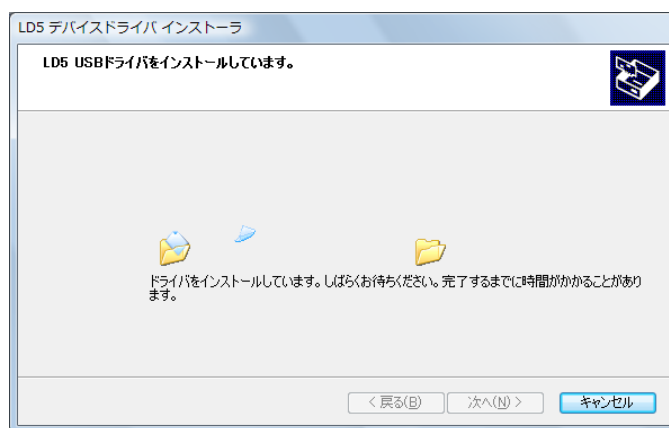 LD5 デバイスドライバ インストーラ
LD5 USBドライバをインストールしています。
ドライバをインストールしています。しばらくお待ちください。完了するまでに時間がかかることがあり
ます。
< 戻る(B)
次へ(N) >
キャンセル